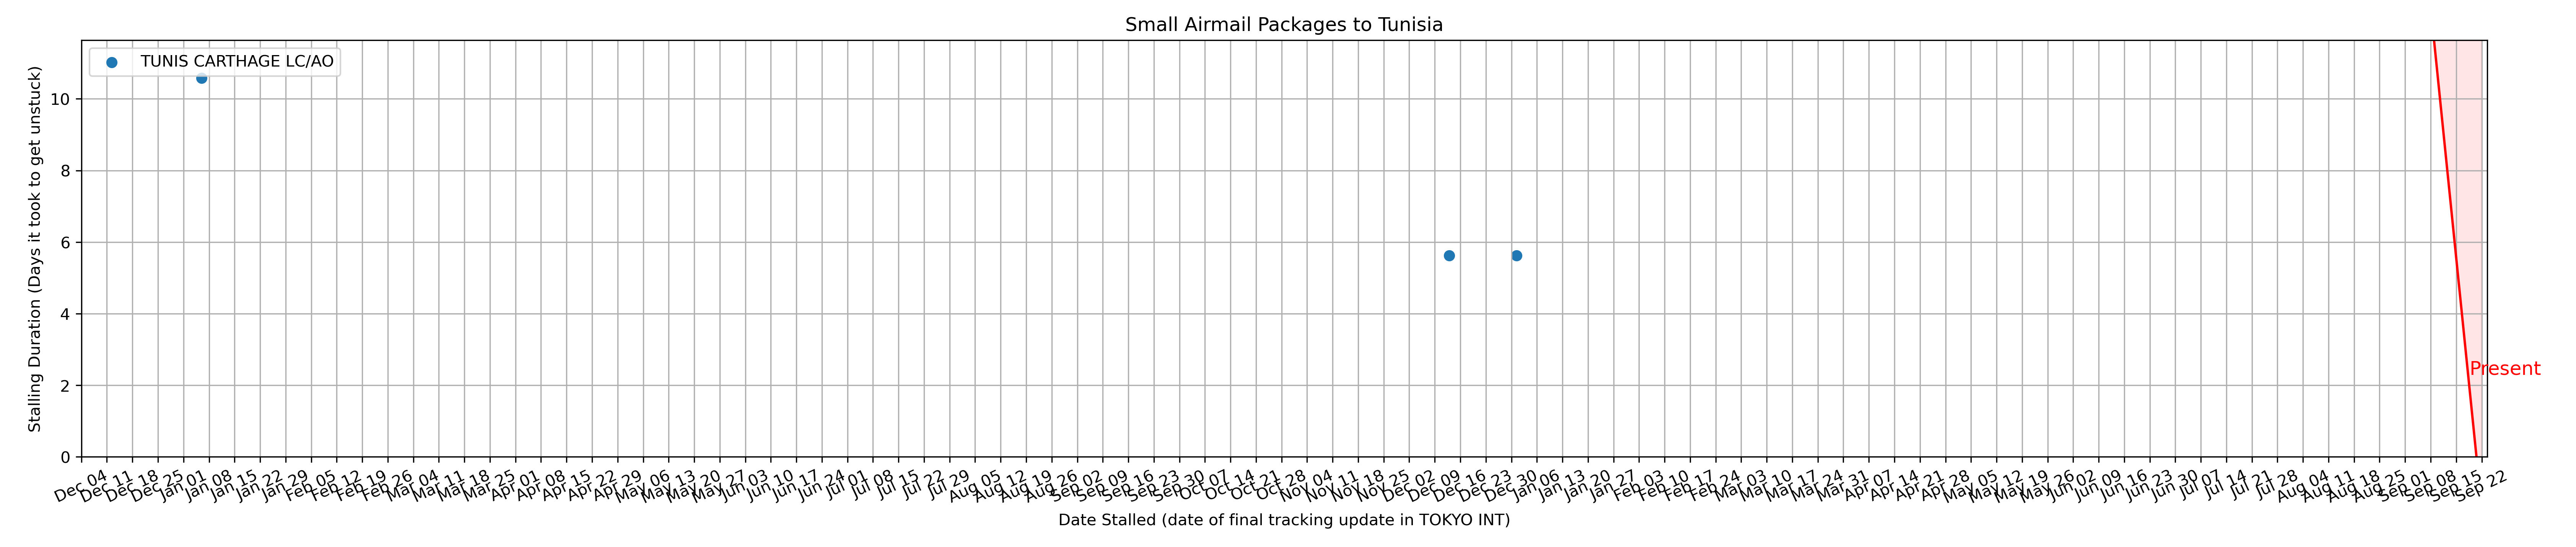 Small Airmail Packages to Tunisia
TUNIS CARTHAGE LC/AO
Stalling Duration (Days it took to get unstuck)
10
8
6
4
2
0
Present
Dec 04 Dec 11 Dec 18 Dec 25 Jan 01 Jan 08 Jan 15 Jan 22 Jan 29 Feb 05 Feb 12 Feb 19 Feb 26 Mar 04 Mar 11 Mar 18 Mar 25 Apr 01 Apr 08 Apr 15 Apr 22 Apr 29 May 06 May 13 May 20 May 27 Jun 03 Jun 10 Jun 17 Jun 24 Jul 01 Jul 08 Jul 15 Jul 22 Jul 29 Aug 05 Aug 12 Aug 19 Aug 26 Sep 02 Sep 09 Sep 16 Sep 23 Sep 30 Oct 07 Oct 14 Oct 21 Oct 28 Nov 04 Nov 11 Nov 18 Nov 25 Dec 02 Dec 09 Dec 16 Dec 23 Dec 30 Jan 06 Jan 13 Jan 20 Jan 27 Feb 03 Feb 10 Feb 17 Feb 24 Mar 03 Mar 10 Mar 17 Mar 24 Mar 31 Apr 07 Apr 14 Apr 21 Apr 28 May 05 May 12 May 19 May 26 Jun 02 Jun 09 Jun 16 Jun 23 Jun 30 Jul 07 Jul 14 Jul 21 Jul 28 Aug 04 Aug 11 Aug 18 Aug 25 Sep 01 Sep 08 Sep 15 Sep 22
Date Stalled (date of final tracking update in TOKYO INT)